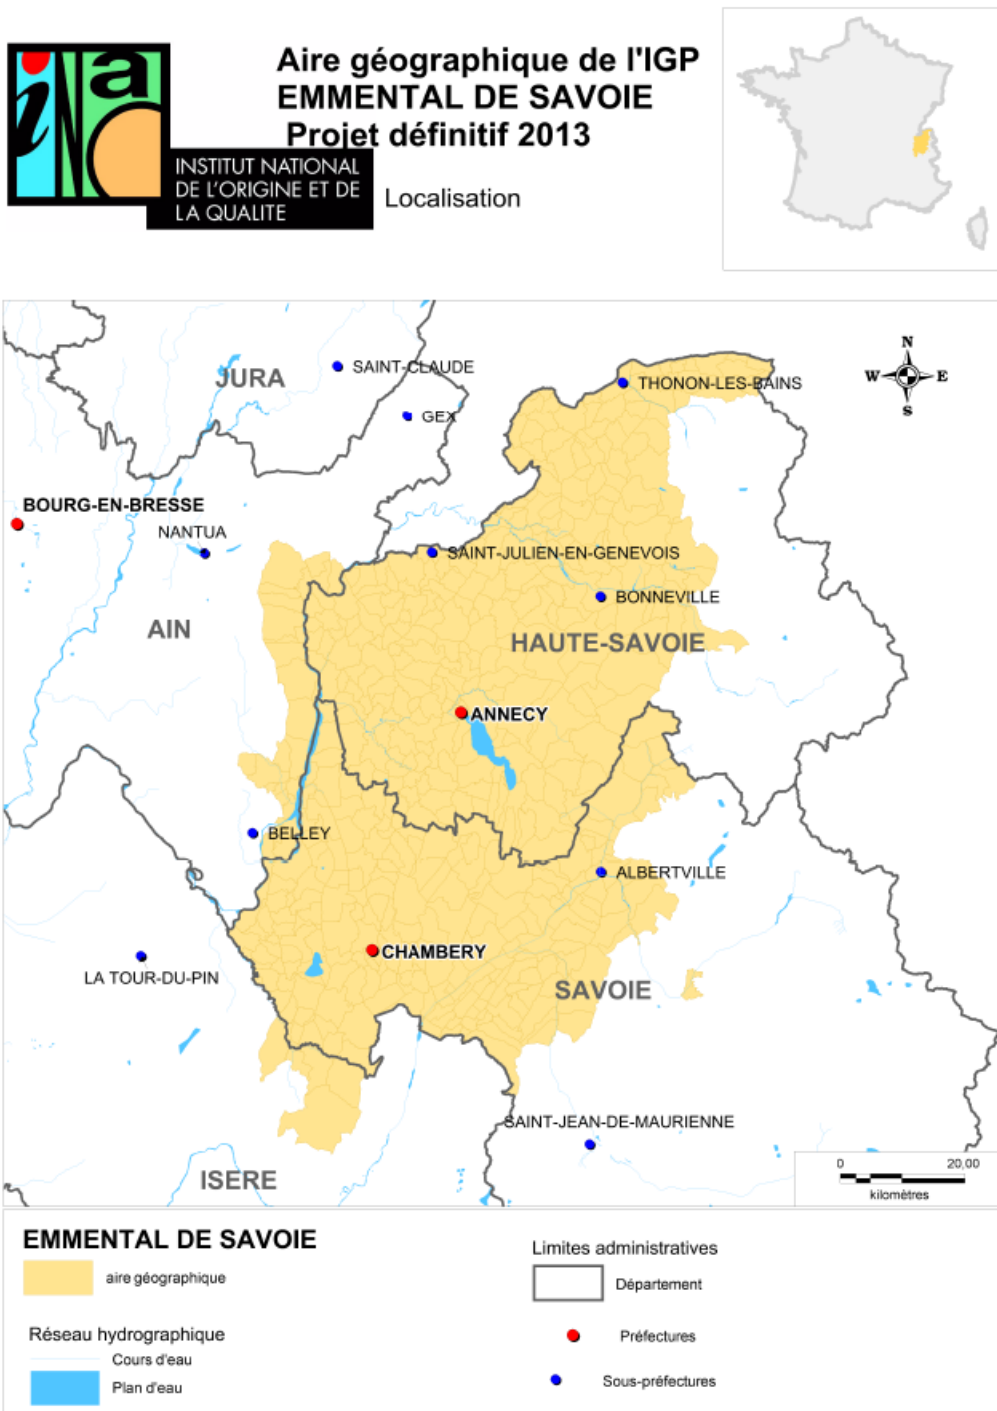 iNaO
INSTITUT NATIONAL
DE L'ORIGINE ET DE
LA QUALITE
Aire géographique de l'IGP
EMMENTAL DE SAVOIE
Projet définitif 2013
Localisation
N
W
E
S
JURA
SAINT-CLAUDE
GEX
THONON-LES-BAINS
BOURG-EN-BRESSE
NANTUA
SAINT-JULIEN-EN-GENEVOIS
BONNEVILLE
AIN
HAUTE-SAVOIE
ANNECY
BELLEY
ALBERTVILLE
CHAMBERY
LA TOUR-DU-PIN
SAVOIE
SAINT-JEAN-DE-MAURIENNE
ISERE
0
20,00
kilomètres
EMMENTAL DE SAVOIE
aire géographique
Réseau hydrographique
Cours d'eau
Plan d'eau
Limites administratives
Département
Préfectures
Sous-préfectures